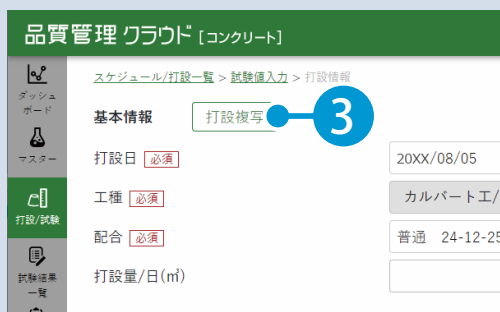 品質管理 クラウド [コンクリート]
ダッシュ
ボード
マスター
打設/試験
試験結果
一覧
スケジュール/打設一覧 > 試験値入力 > 打設情報
基本情報 打設複写 3
打設日 必須 20XX/08/05
工種 必須 カルバート工/
配合 必須 普通 24-12-25
打設量/日(㎥)